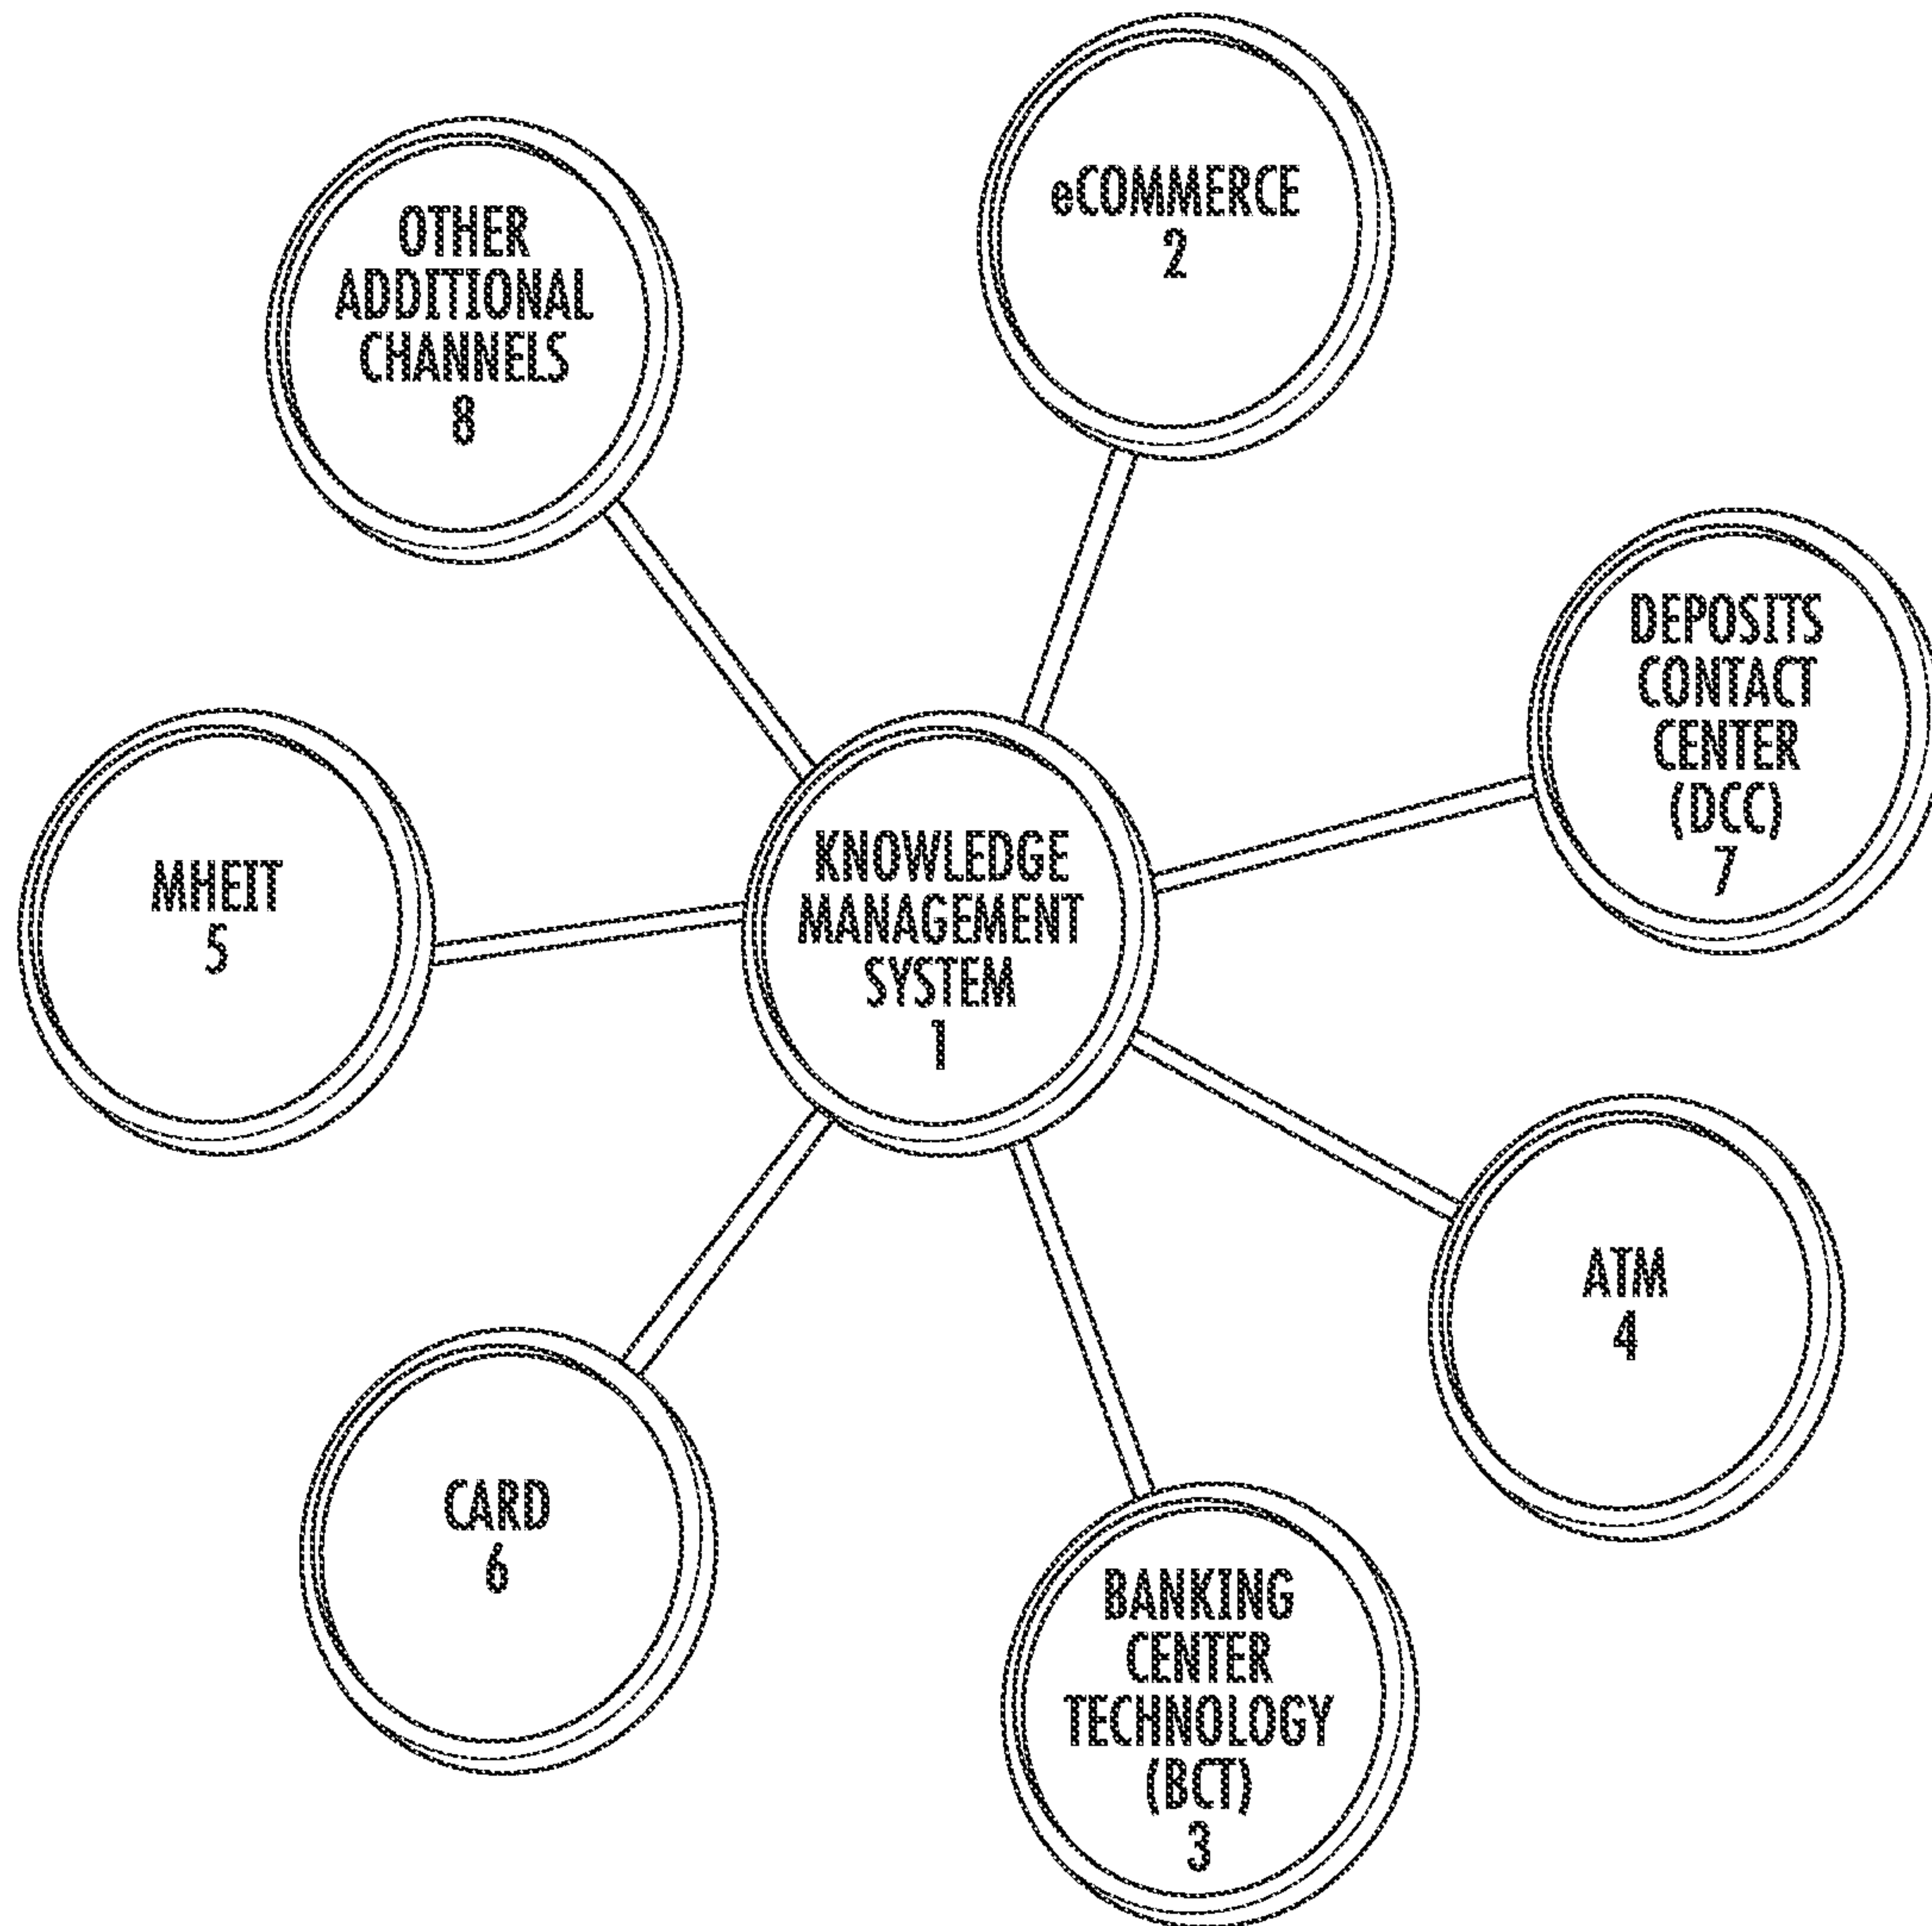 eCOMMERCE
2
OTHER
ADDITIONAL
CHANNELS
8
DEPOSITS
CONTACT
CENTER
(DCC)
7
KNOWLEDGE
MANAGEMENT
SYSTEM
1
MHEIT
5
ATM
4
CARD
6
BANKING
CENTER
TECHNOLOGY
(BCT)
3